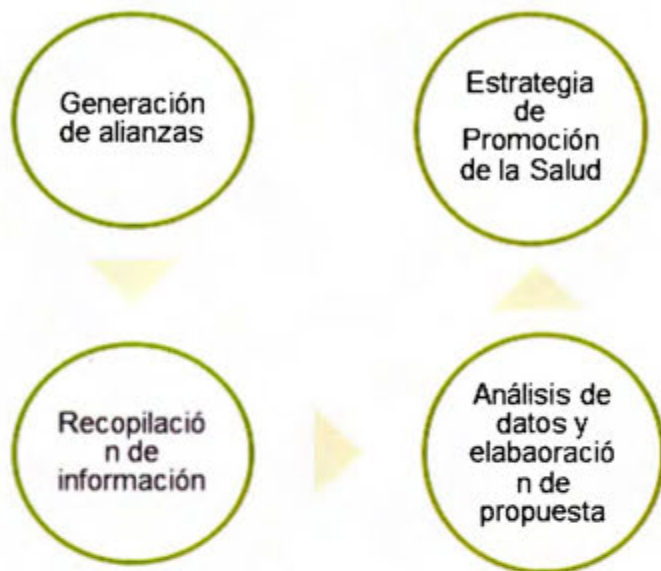 Generación
de alianzas
Recopilació
n de
información
Análisis de
datos y
elabaoració
n de
propuesta
Estrategia
de
Promoción
de la Salud